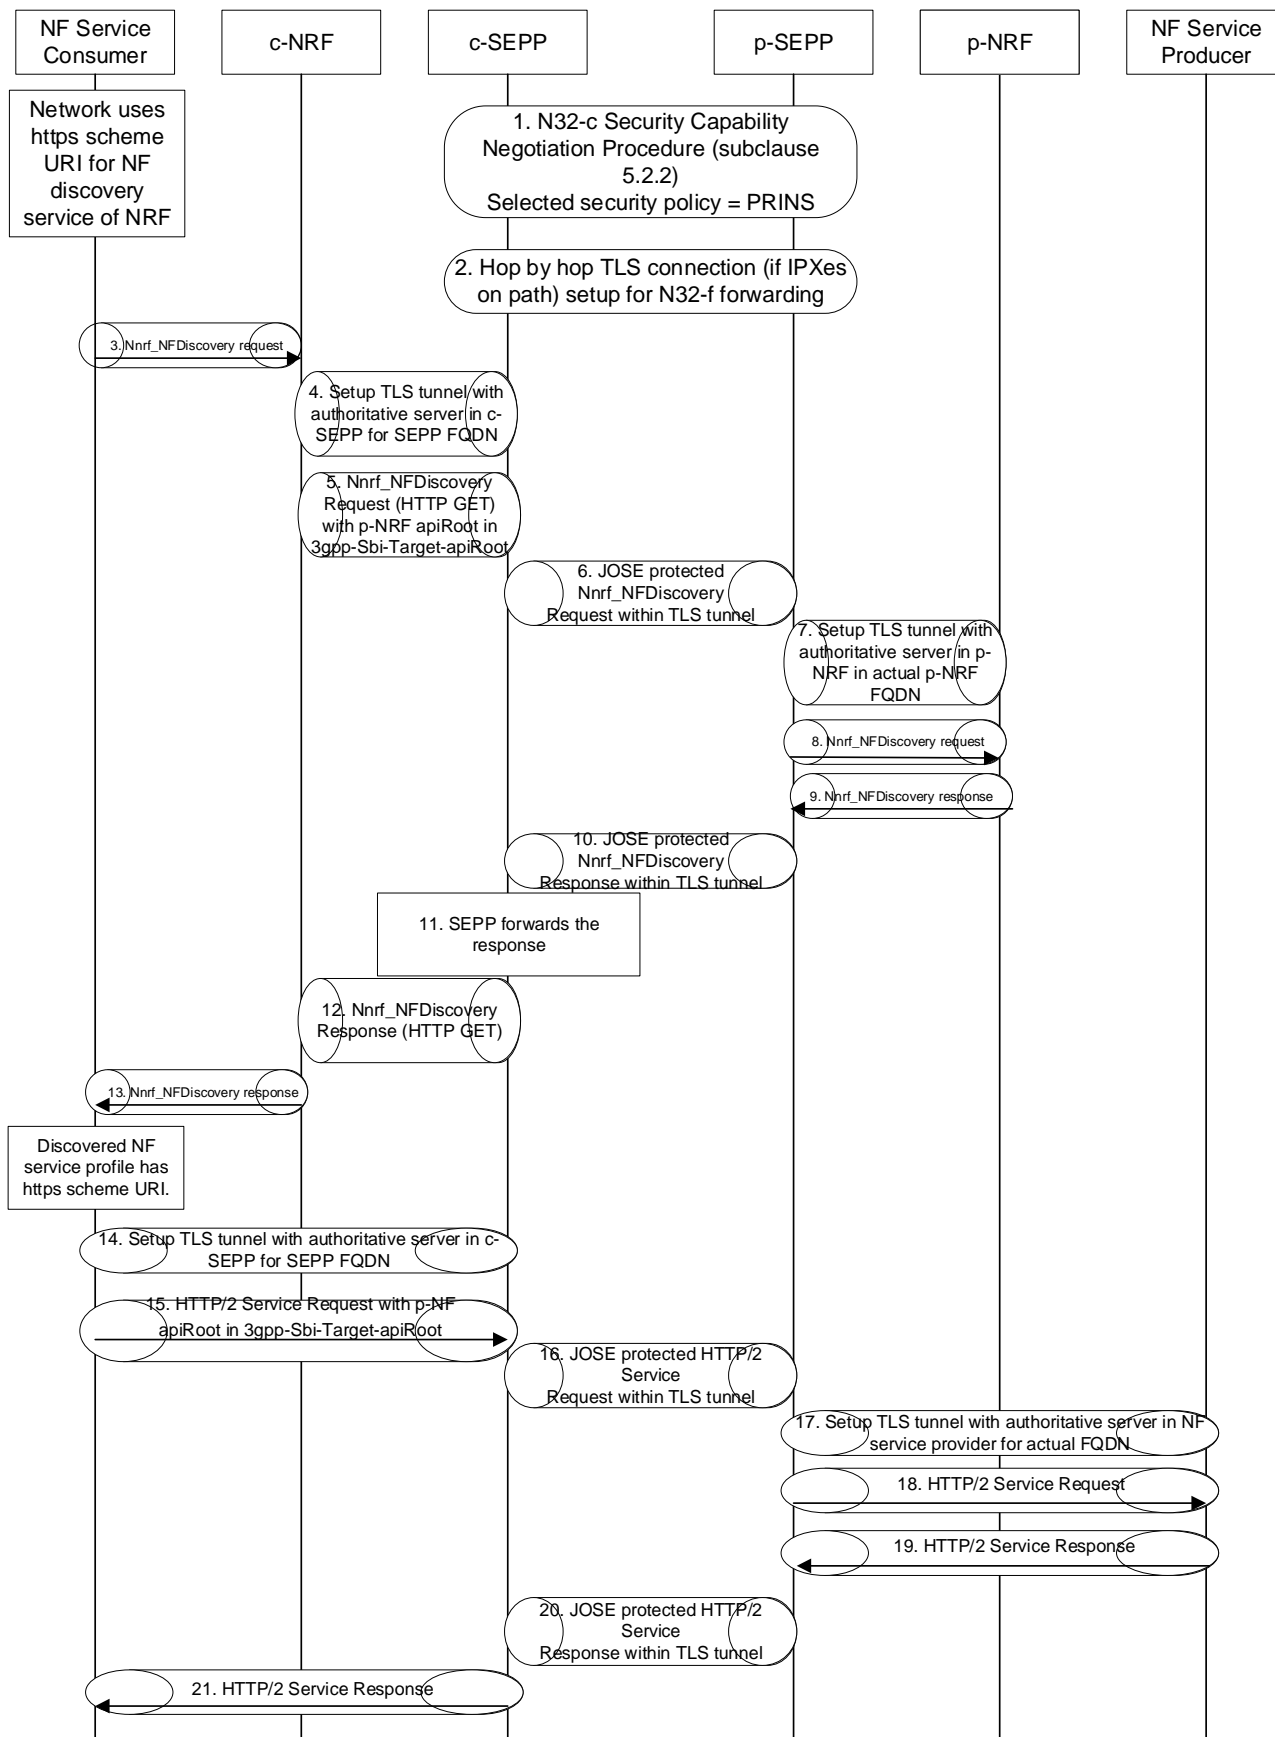 NF Service
Consumer
c-NRF
c-SEPP
p-SEPP
p-NRF
NF Service
Producer
Network uses
https scheme
URI for NF
discovery
service of NRF
1. N32-c Security Capability
Negotiation Procedure (subclause
5.2.2)
Selected security policy = PRINS
2. Hop by hop TLS connection (if IPXes
on path) setup for N32-f forwarding
3. Nnrf_NFDiscovery request
4. Setup TLS tunnel with
authoritative server in c-
SEPP for SEPP FQDN
5. Nnrf_NFDiscovery
Request (HTTP GET)
with p-NRF apiRoot in
3gpp-Sbi-Target-apiRoot
6. JOSE protected
Nnrf_NFDiscovery
Request within TLS tunnel
7. Setup TLS tunnel with
authoritative server in p-
NRF in actual p-NRF
FQDN
8. Nnrf_NFDiscovery request
9. Nnrf_NFDiscovery response
10. JOSE protected
Nnrf_NFDiscovery
Response within TLS tunnel
11. SEPP forwards the
response
12. Nnrf_NFDiscovery
Response (HTTP GET)
13. Nnrf_NFDiscovery response
Discovered NF
service profile has
https scheme URI.
14. Setup TLS tunnel with authoritative server in c-
SEPP for SEPP FQDN
15. HTTP/2 Service Request with p-NF
apiRoot in 3gpp-Sbi-Target-apiRoot
16. JOSE protected HTTP/2
Service
Request within TLS tunnel
17. Setup TLS tunnel with authoritative server in NF
service provider for actual FQDN
18. HTTP/2 Service Request
19. HTTP/2 Service Response
20. JOSE protected HTTP/2
Service
Response within TLS tunnel
21. HTTP/2 Service Response